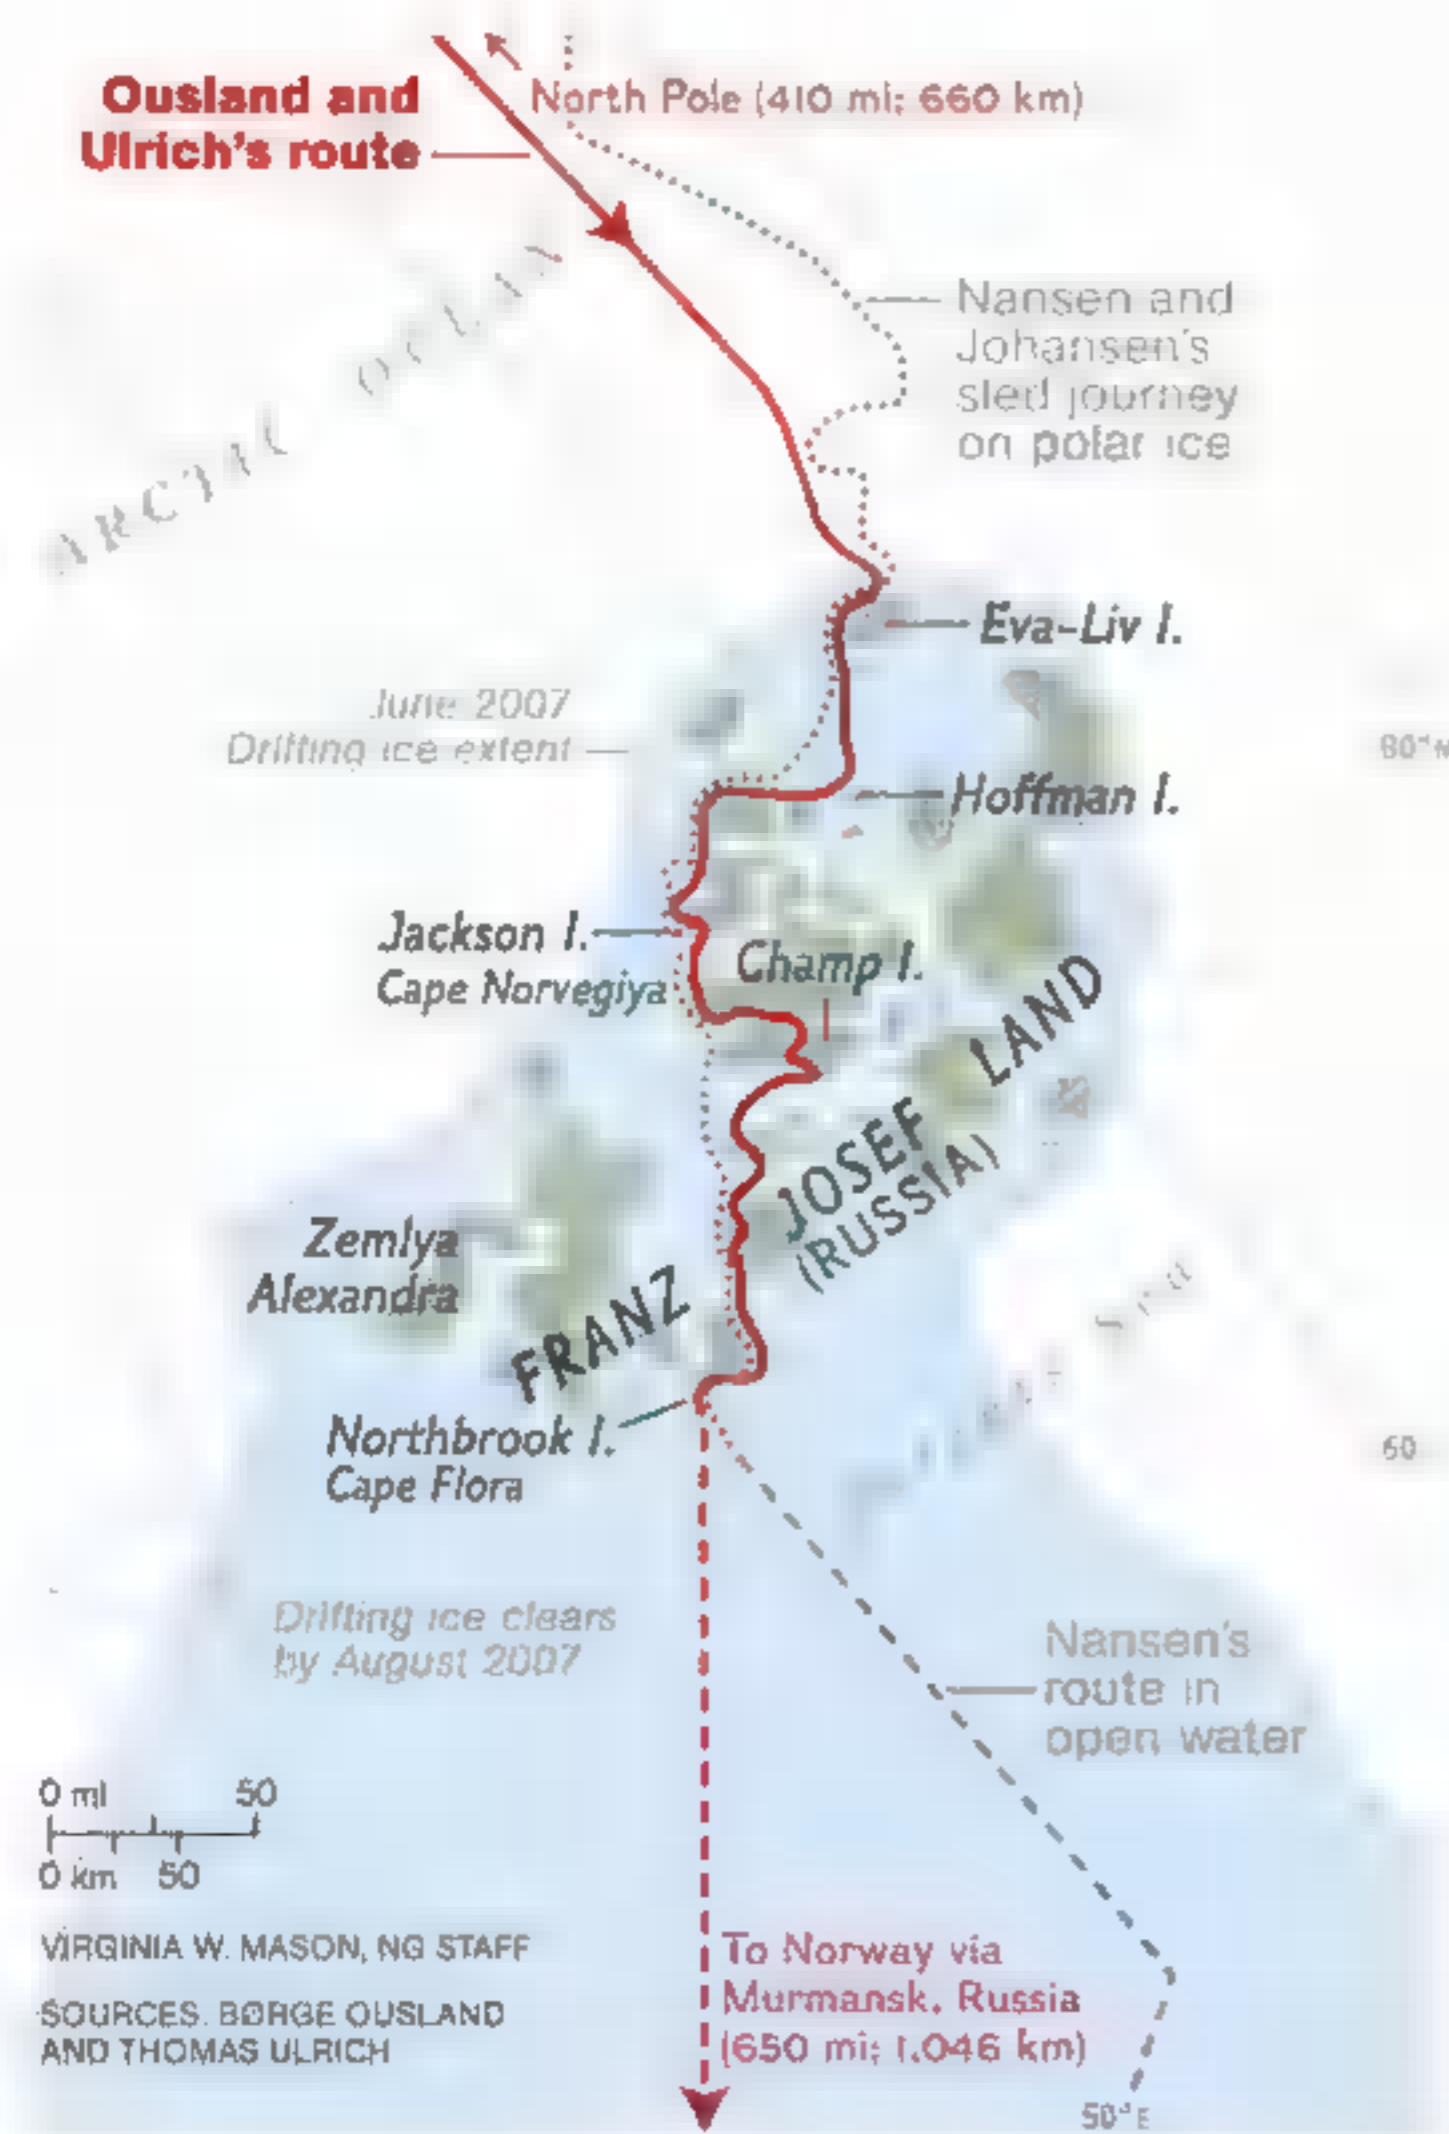 Ousland and
Ulrich's route
North Pole (410 mi; 660 km)
ARCTIC OCEAN
Nansen and
Johansen's
sled journey
on polar ice
Eva-Liv I.
June 2007
Drifting ice extent
80°N
Hoffman I.
Jackson I.
Cape Norvegiya
Champ I.
FRANZ JOSEF LAND
(RUSSIA)
Zemlya
Alexandra
Sea
Northbrook I.
Cape Flora
60
Drifting ice clears
by August 2007
Nansen's
route in
open water
0 mi 50
0 km 50
VIRGINIA W. MASON, NG STAFF
SOURCES: BØRGE OUSLAND
AND THOMAS ULRICH
To Norway via
Murmansk, Russia
(650 mi; 1,046 km)
50°E